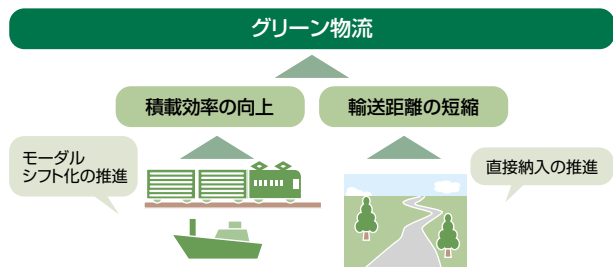 グリーン物流
積載効率の向上
輸送距離の短縮
モーダル
シフト化の推進
直接納入の推進